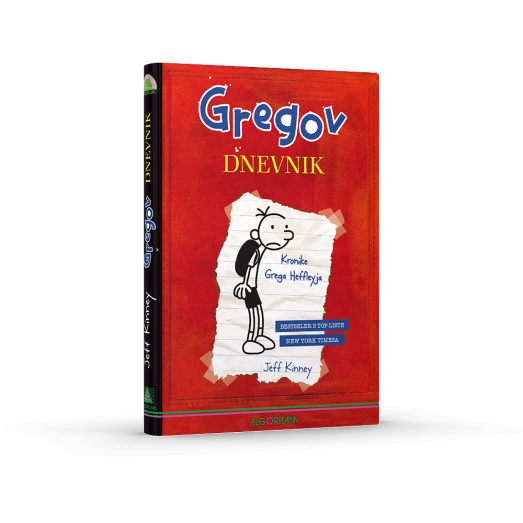 Gregov
DNEVNIK
Kronike
Grega Heffleyja
BESTSELER S TOP-LISTE
NEW YORK TIMESA
Jeff Kinney
ALGORITAM
Jeff Kinney Gregov DNEVNIK